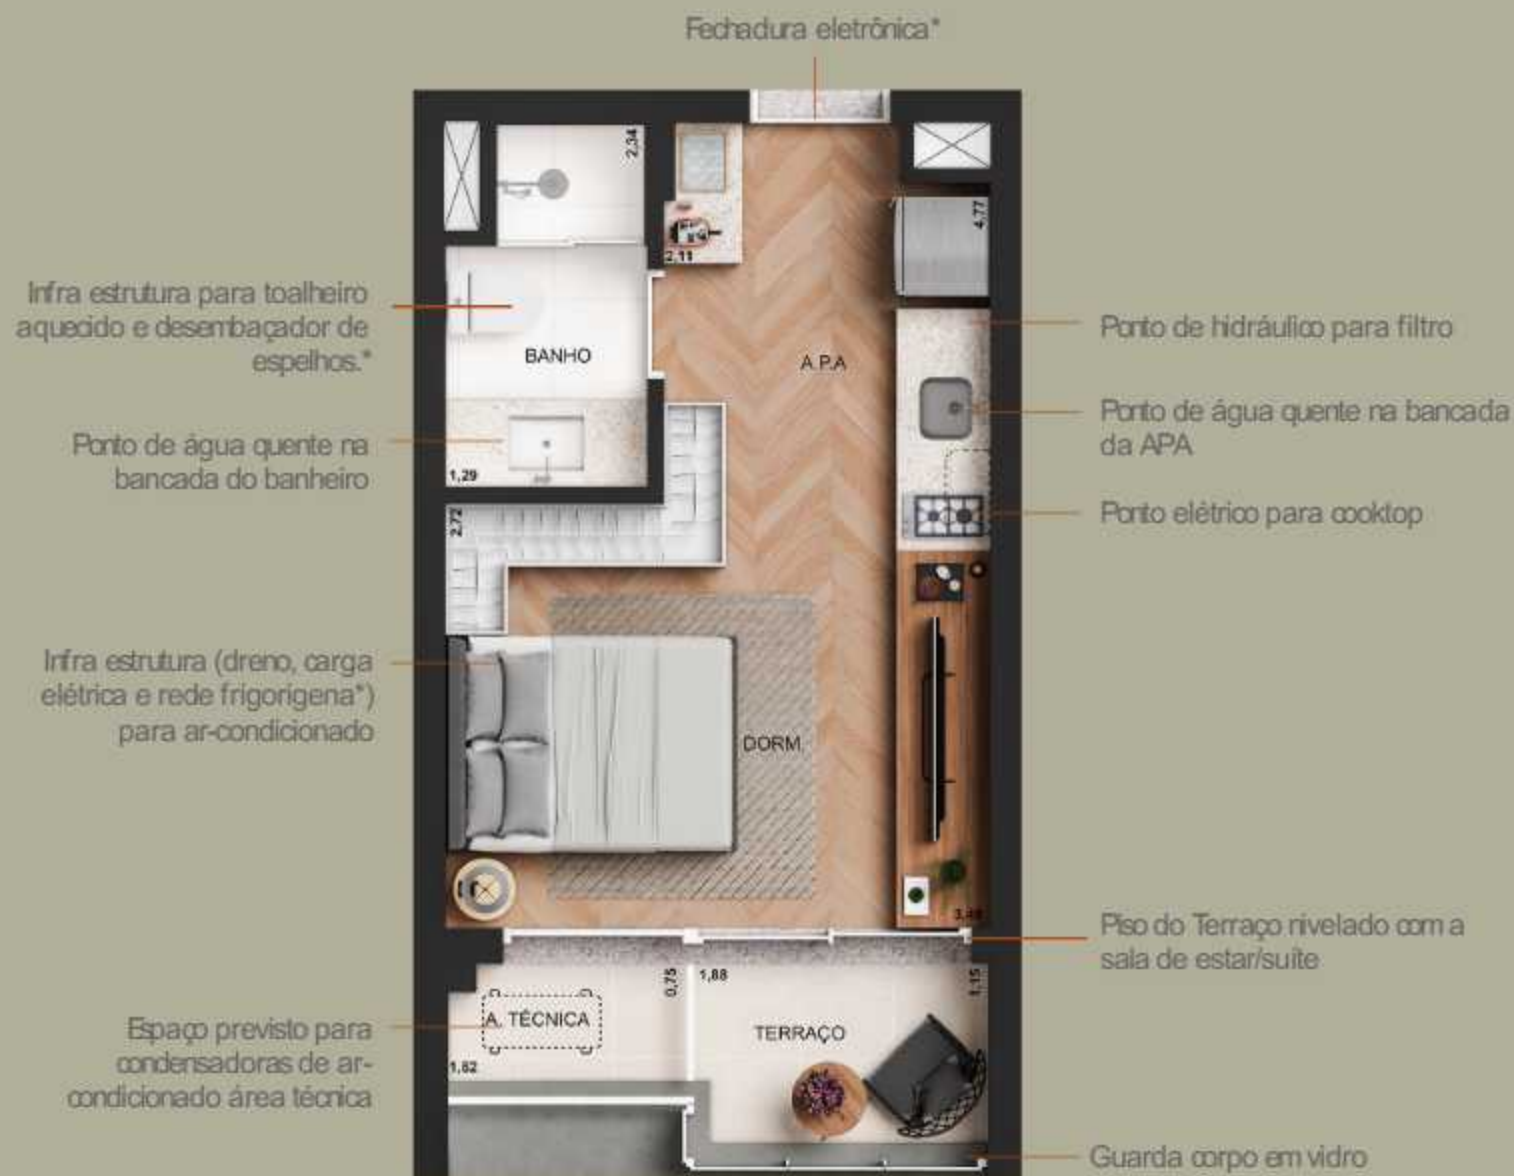 Fechadura eletrônica*
2,34
4,77
2,11
Infra estrutura para toalheiro
aquecido e desembaçador de
espelhos.*
BANHO
A.P.A
Ponto de hidráulico para filtro
Ponto de água quente na bancada
da APA
Ponto de água quente na
bancada do banheiro
1,29
2,72
Ponto elétrico para cooktop
Infra estrutura (dreno, carga
elétrica e rede frigorigena*)
para ar-condicionado
DORM.
Piso do Terraço nivelado com a
sala de estar/suíte
0,75
1,88
1,15
A. TÉCNICA
TERRAÇO
1,62
Espaço previsto para
condensadoras de ar-
condicionado área técnica
Guarda corpo em vidro